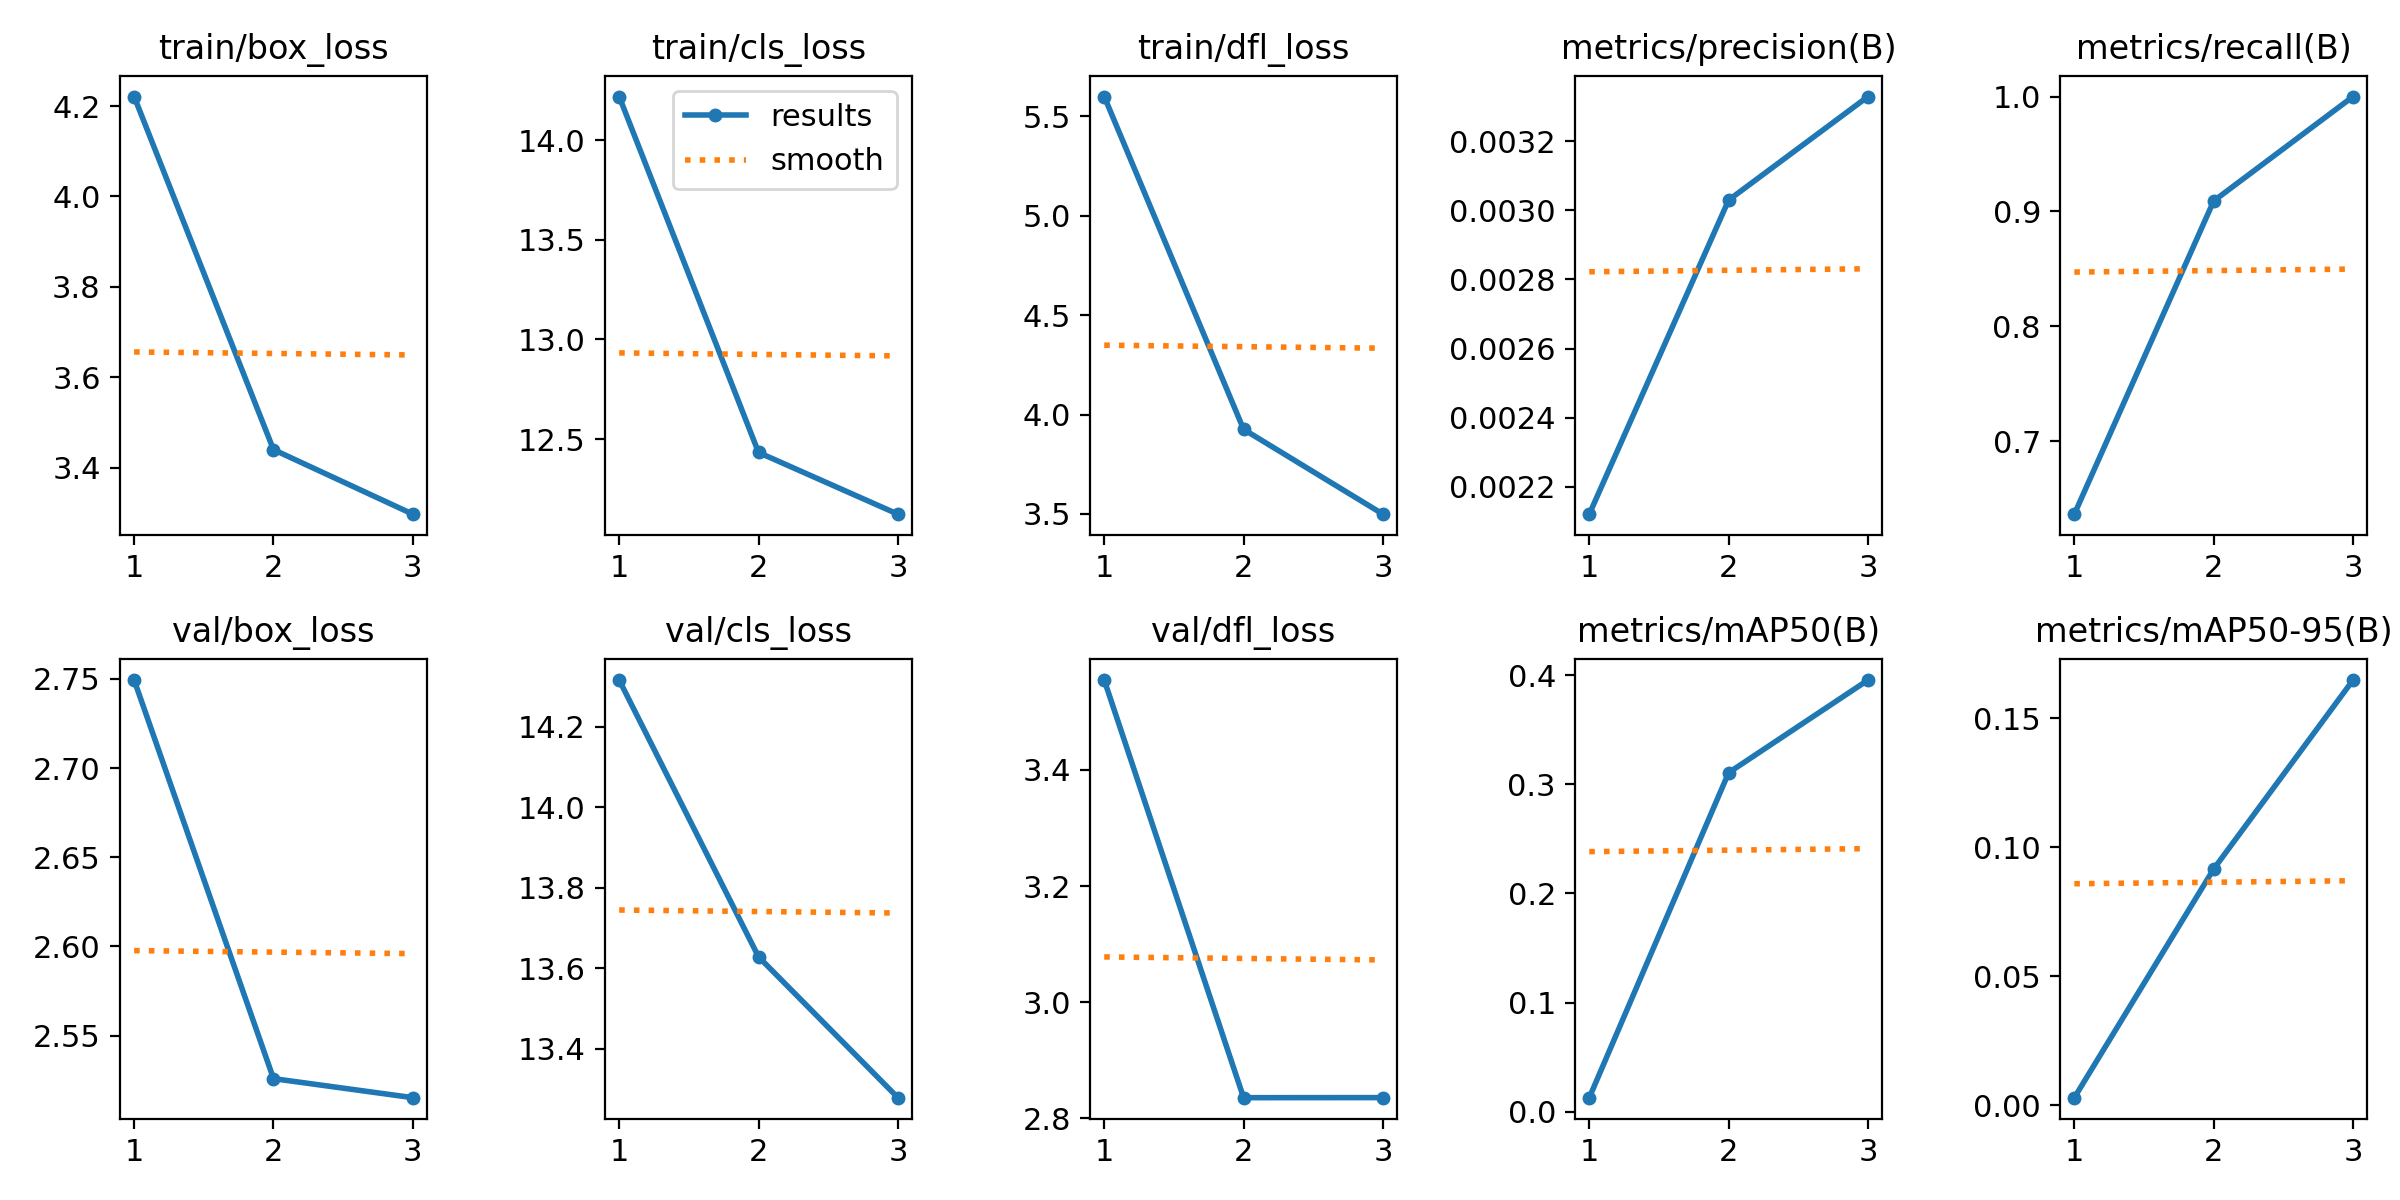 train/box_loss
4.2
4.0
3.8
3.6
3.4
1 2 3
train/cls_loss
results
smooth
14.0
13.5
13.0
12.5
1 2 3
train/dfl_loss
5.5
5.0
4.5
4.0
3.5
1 2 3
metrics/precision(B)
0.0032
0.0030
0.0028
0.0026
0.0024
0.0022
1 2 3
metrics/recall(B)
1.0
0.9
0.8
0.7
1 2 3
val/box_loss
2.75
2.70
2.65
2.60
2.55
1 2 3
val/cls_loss
14.2
14.0
13.8
13.6
13.4
1 2 3
val/dfl_loss
3.4
3.2
3.0
2.8
1 2 3
metrics/mAP50(B)
0.4
0.3
0.2
0.1
0.0
1 2 3
metrics/mAP50-95(B)
0.15
0.10
0.05
0.00
1 2 3